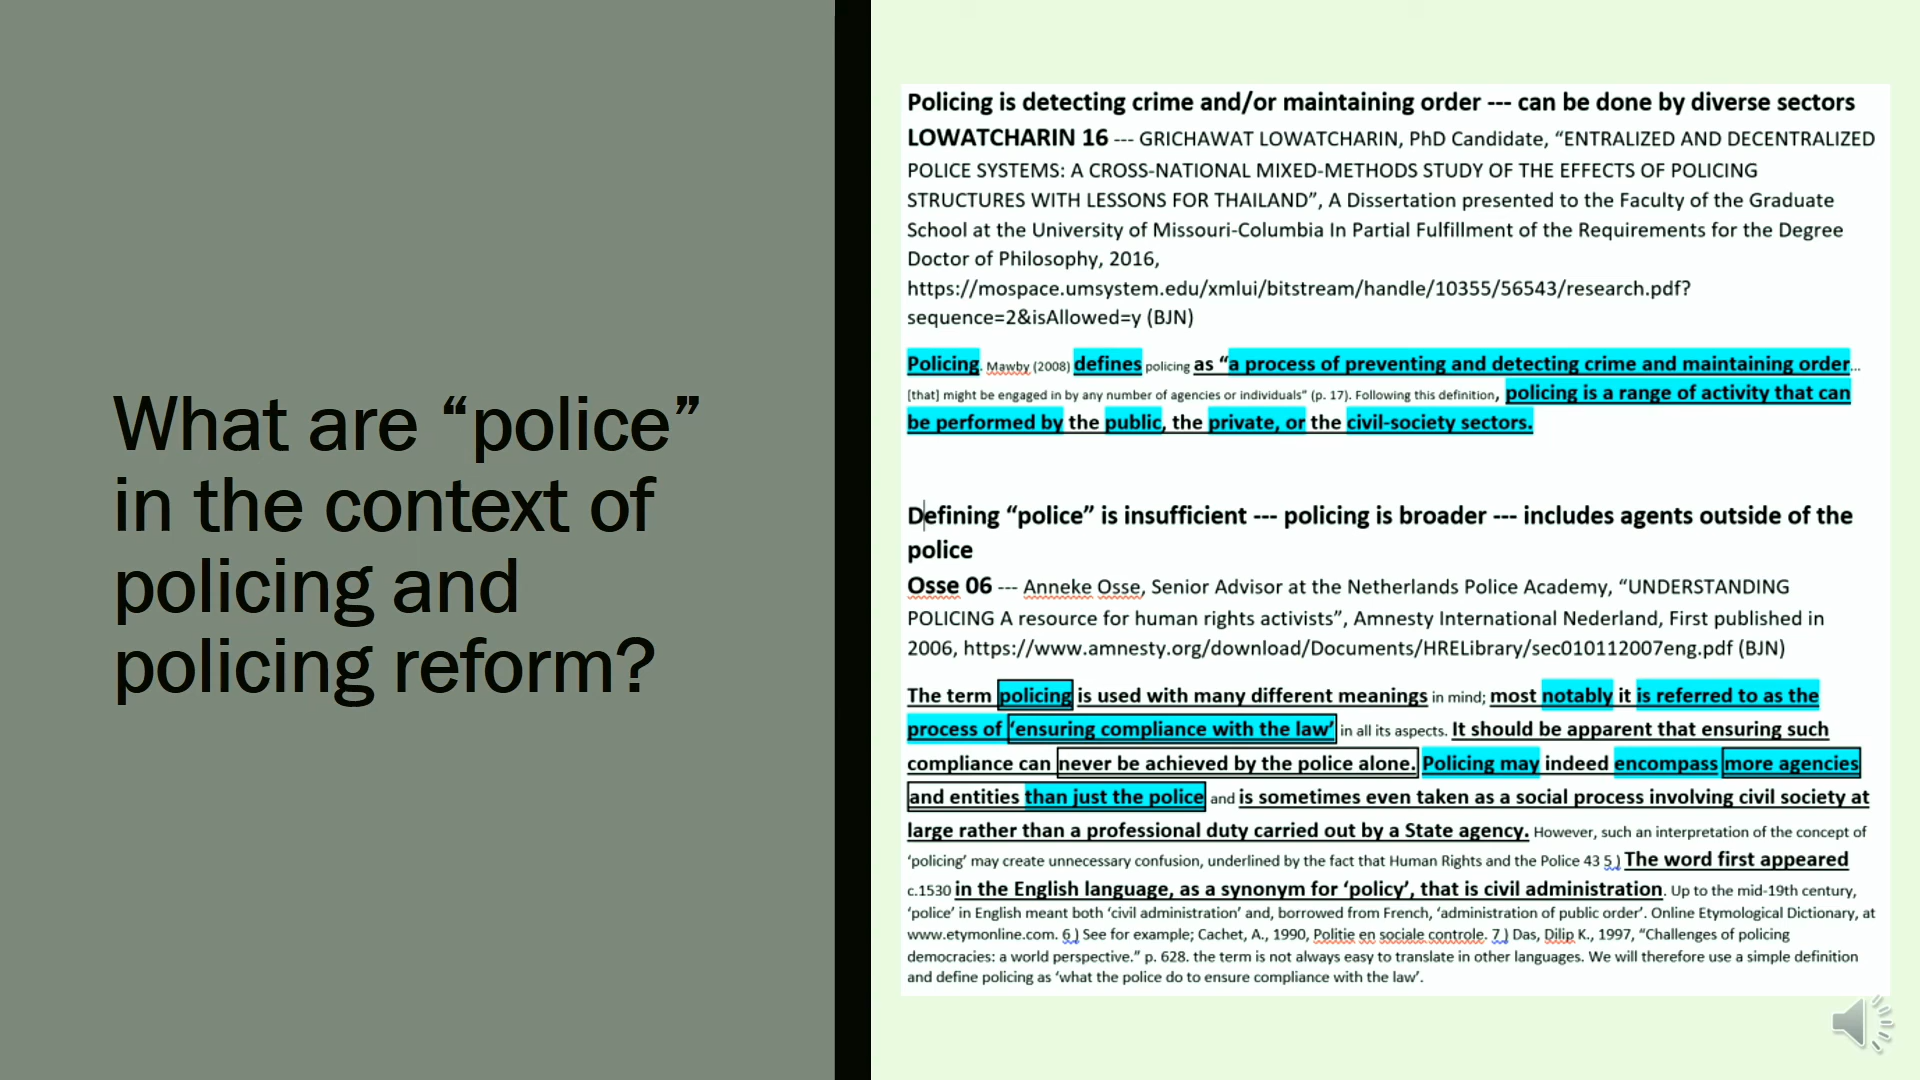 What are “police”
in the context of
policing and
policing reform?
Policing is detecting crime and/or maintaining order --- can be done by diverse sectors
LOWATCHARIN 16 --- GRICHAWAT LOWATCHARIN, PhD Candidate, “ENTRALIZED AND DECENTRALIZED
POLICE SYSTEMS: A CROSS-NATIONAL MIXED-METHODS STUDY OF THE EFFECTS OF POLICING
STRUCTURES WITH LESSONS FOR THAILAND”, A Dissertation presented to the Faculty of the Graduate
School at the University of Missouri-Columbia In Partial Fulfillment of the Requirements for the Degree
Doctor of Philosophy, 2016,
https://mospace.umsystem.edu/xmlui/bitstream/handle/10355/56543/research.pdf?
sequence=2&isAllowed=y (BJN)
Policing. Mawby (2008) defines policing as “a process of preventing and detecting crime and maintaining order…
[that] might be engaged in by any number of agencies or individuals” (p. 17). Following this definition, policing is a range of activity that can
be performed by the public, the private, or the civil-society sectors.
Defining “police” is insufficient --- policing is broader --- includes agents outside of the
police
Osse 06 --- Anneke Osse, Senior Advisor at the Netherlands Police Academy, “UNDERSTANDING
POLICING A resource for human rights activists”, Amnesty International Nederland, First published in
2006, https://www.amnesty.org/download/Documents/HRELibrary/sec010112007eng.pdf (BJN)
The term policing is used with many different meanings in mind; most notably it is referred to as the
process of ‘ensuring compliance with the law’ in all its aspects. It should be apparent that ensuring such
compliance can never be achieved by the police alone. Policing may indeed encompass more agencies
and entities than just the police and is sometimes even taken as a social process involving civil society at
large rather than a professional duty carried out by a State agency. However, such an interpretation of the concept of
‘policing’ may create unnecessary confusion, underlined by the fact that Human Rights and the Police 43 5 ) The word first appeared
c.1530 in the English language, as a synonym for ‘policy’, that is civil administration. Up to the mid-19th century,
‘police’ in English meant both ‘civil administration’ and, borrowed from French, ‘administration of public order’. Online Etymological Dictionary, at
www.etymonline.com. 6 ) See for example; Cachet, A., 1990, Politie en sociale controle. 7 ) Das, Dilip K., 1997, “Challenges of policing
democracies: a world perspective.” p. 628. the term is not always easy to translate in other languages. We will therefore use a simple definition
and define policing as ‘what the police do to ensure compliance with the law’.